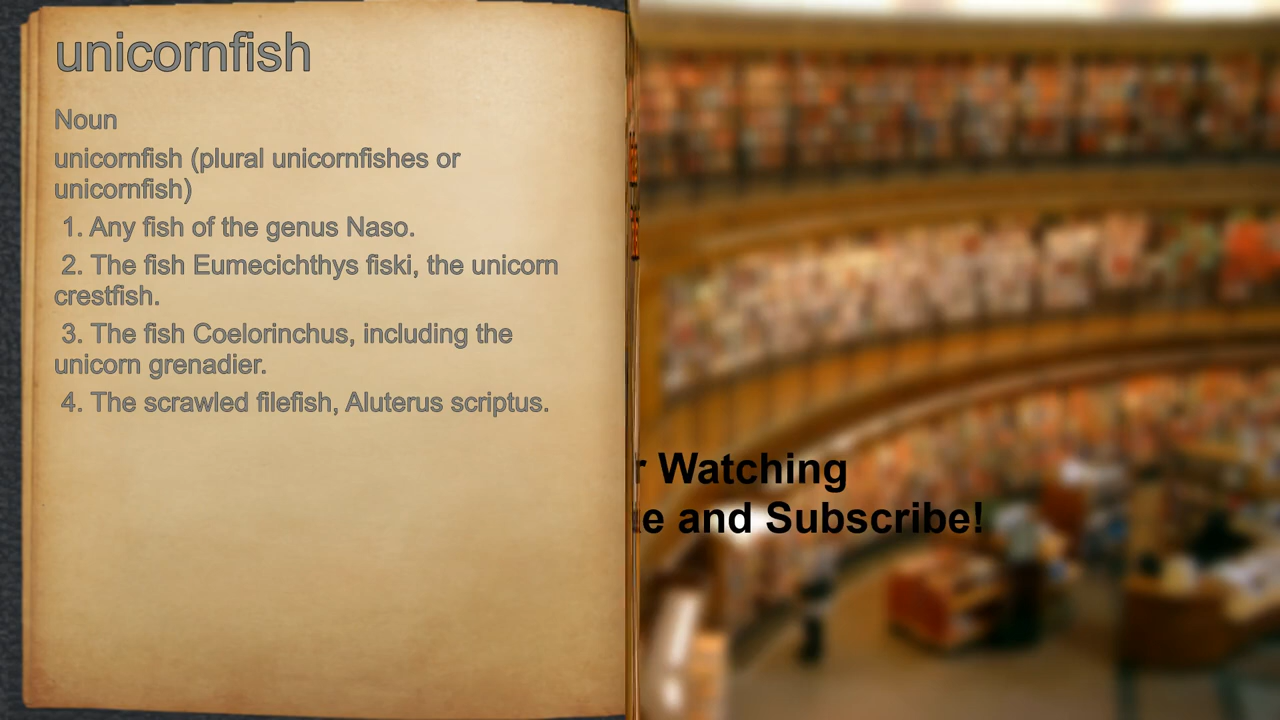 unicornfish
Noun
unicornfish (plural unicornfishes or
unicornfish)
1. Any fish of the genus Naso.
2. The fish Eumecichthys fiski, the unicorn
crestfish.
3. The fish Coelorinchus, including the
unicorn grenadier.
4. The scrawled filefish, Aluterus scriptus.
Watching
and Subscribe!